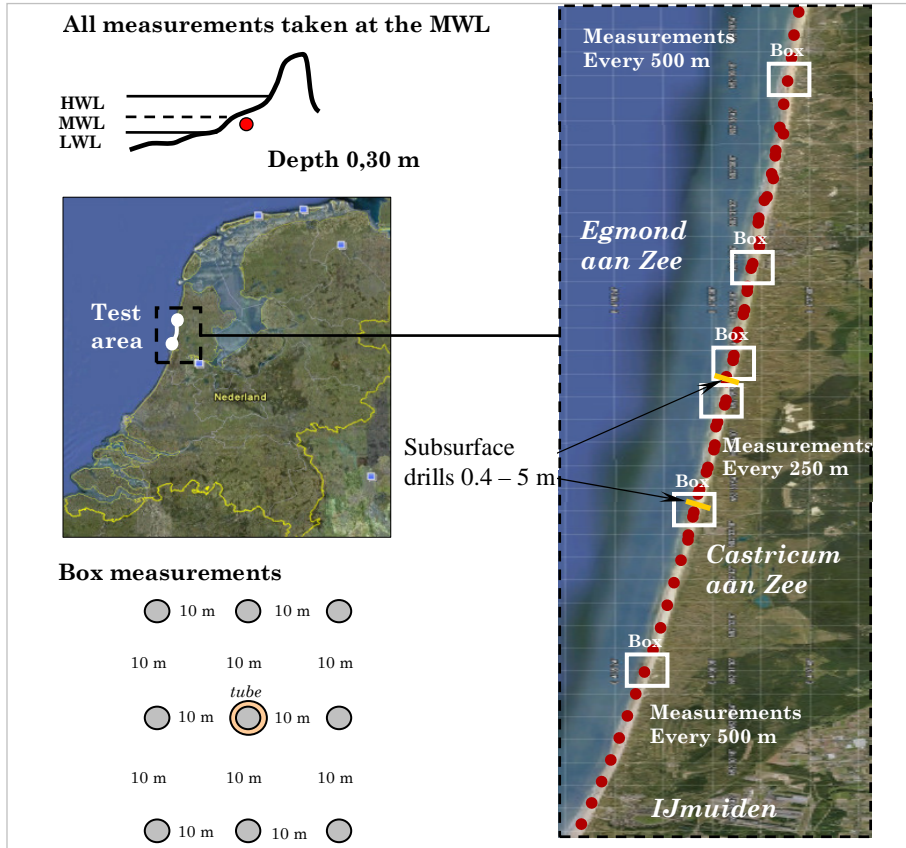 All measurements taken at the MWL
HWL
MWL
LWL
Depth 0,30 m
Test
area
Nederland
Subsurface
drills 0.4 – 5 m
Box measurements
10 m 10 m
10 m 10 m 10 m
tube
10 m 10 m
10 m 10 m 10 m
10 m 10 m
Measurements
Every 500 m
Box
Egmond
aan Zee
Box
Box
Measurements
Every 250 m
Box
Castricum
aan Zee
Box
Measurements
Every 500 m
IJmuiden